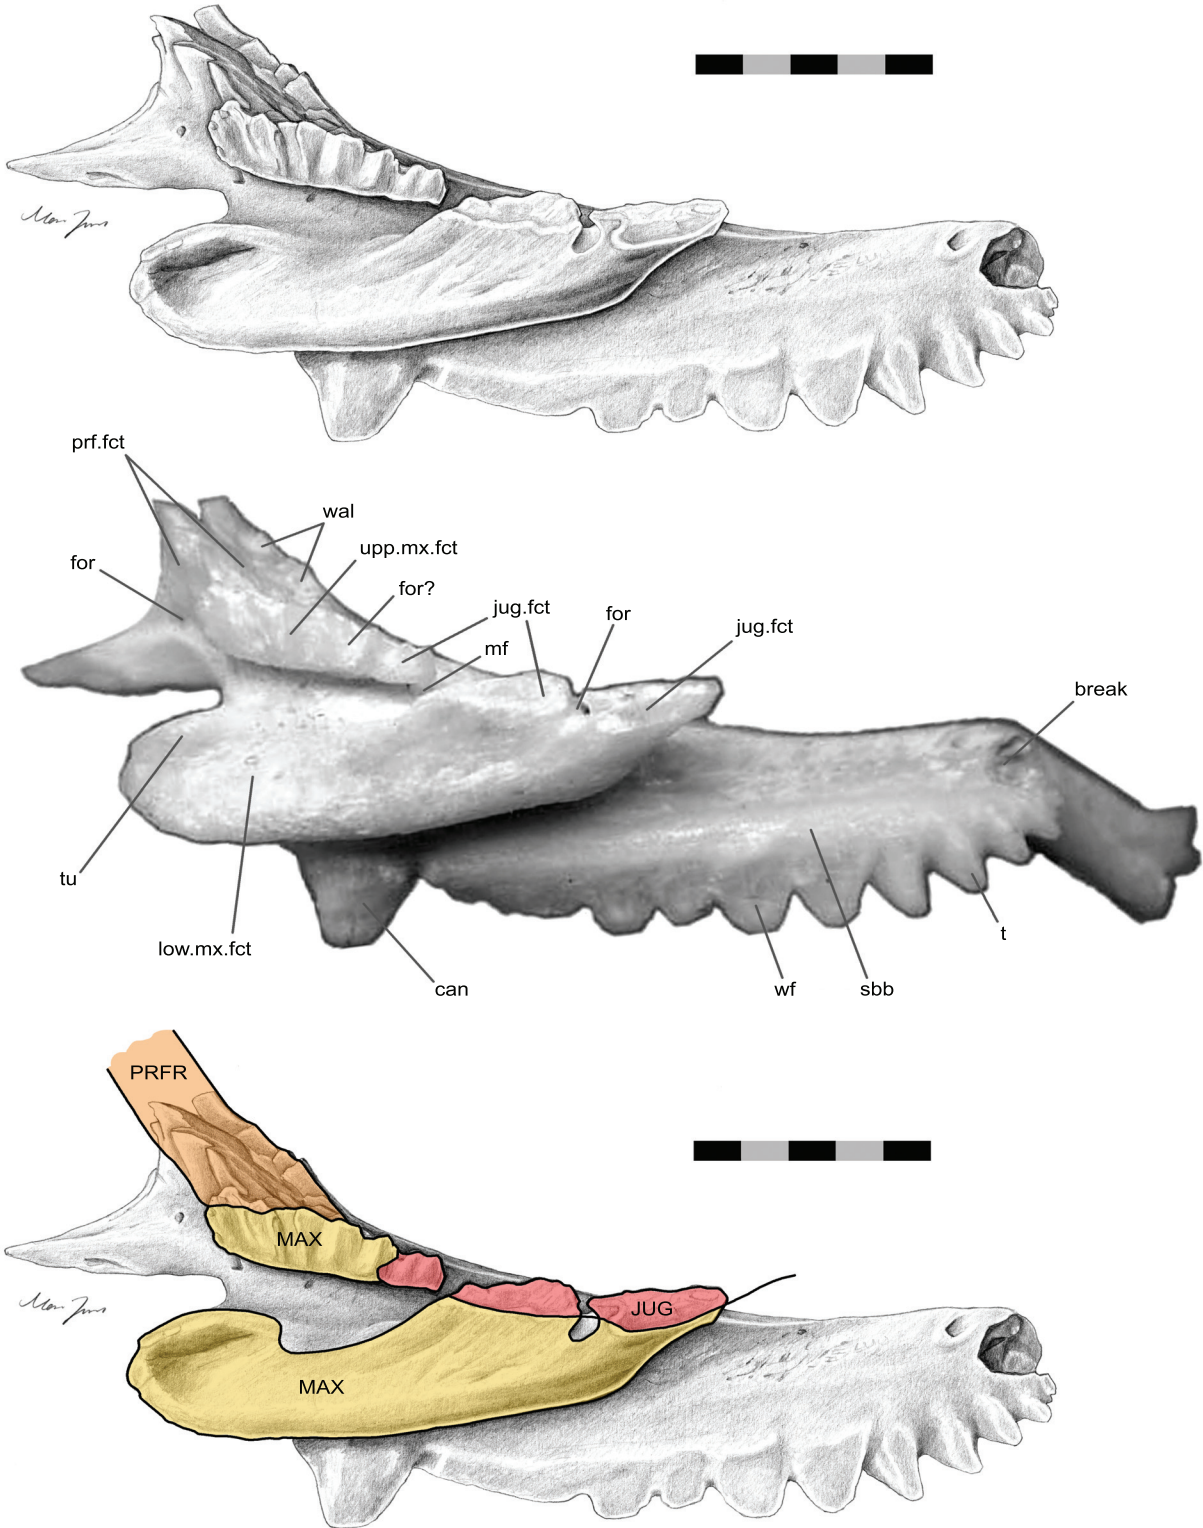 prf.fct
wal
upp.mx.fct
for
for?
jug.fct
for
jug.fct
mf
break
tu
low.mx.fct
can
wf
sbb
t
PRFR
MAX
JUG
MAX